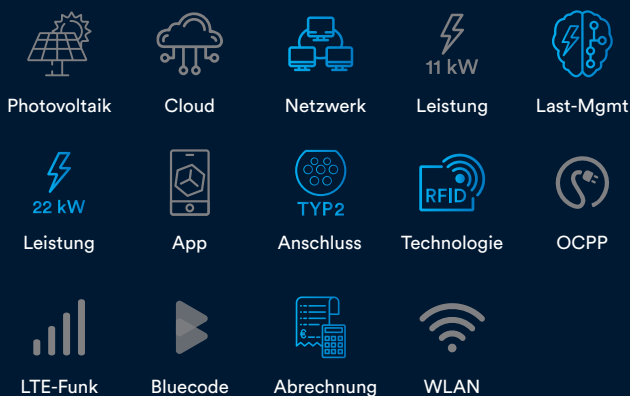 11 kW
Photovoltaik Cloud Netzwerk Leistung Last-Mgmt
22 kW TYP2 RFID
Leistung App Anschluss Technologie OCPP
€
LTE-Funk Bluecode Abrechnung WLAN